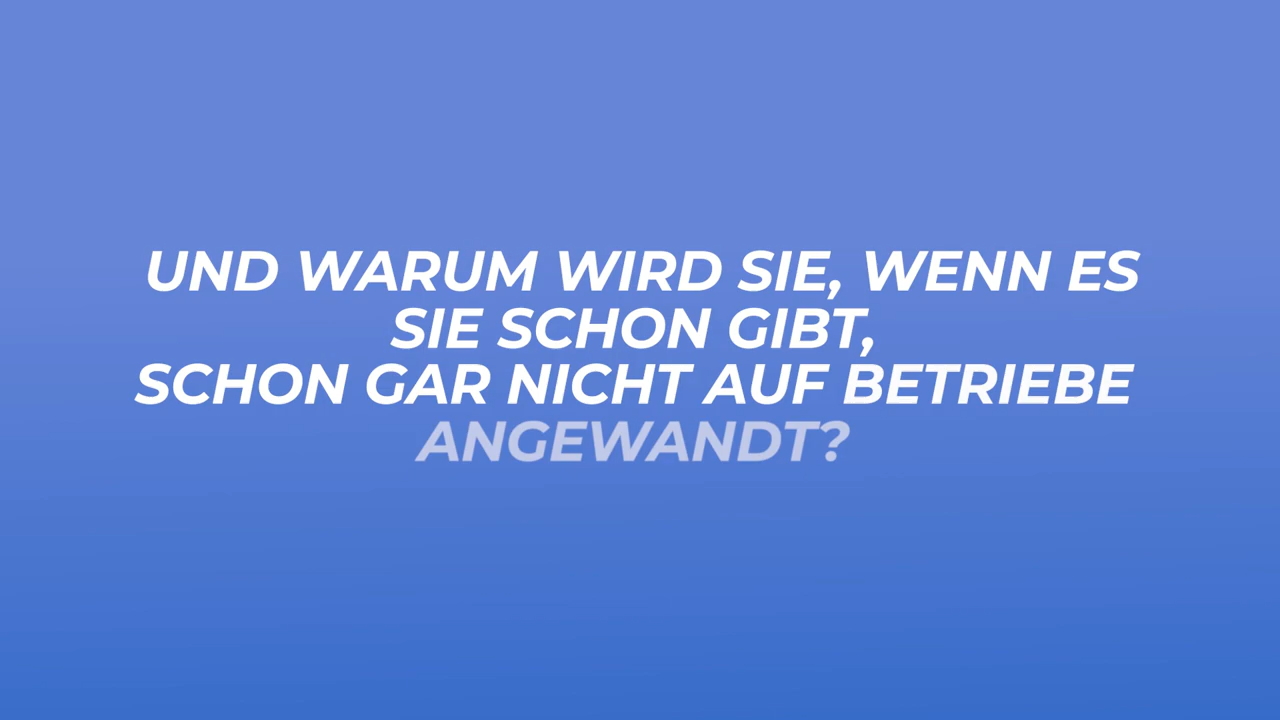 UND WARUM WIRD SIE, WENN ES
SIE SCHON GIBT,
SCHON GAR NICHT AUF BETRIEBE
ANGEWANDT?